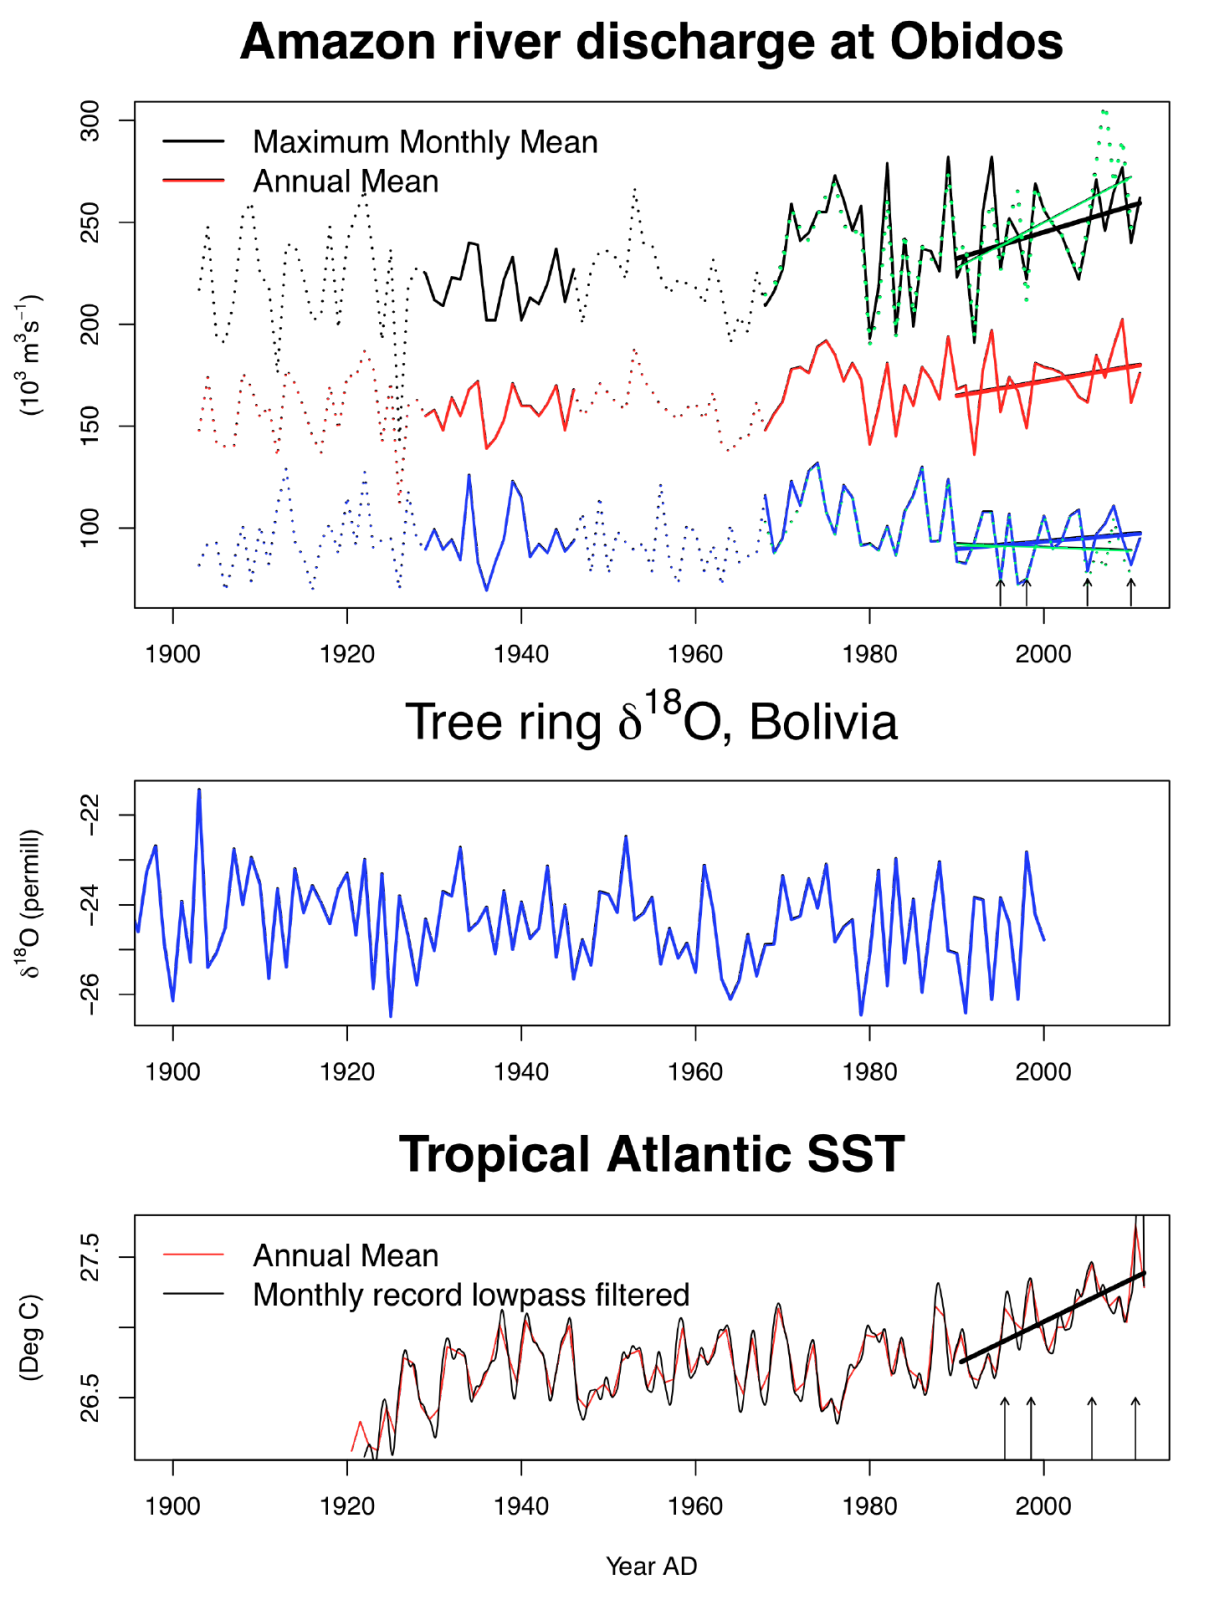 Amazon river discharge at Obidos
300
250
200
150
100
(10³ m³s⁻¹)
Maximum Monthly Mean
Annual Mean
1900 1920 1940 1960 1980 2000
Tree ring δ¹⁸O, Bolivia
−22
−24
−26
δ¹⁸O (permill)
1900 1920 1940 1960 1980 2000
Tropical Atlantic SST
27.5
26.5
(Deg C)
Annual Mean
Monthly record lowpass filtered
1900 1920 1940 1960 1980 2000
Year AD